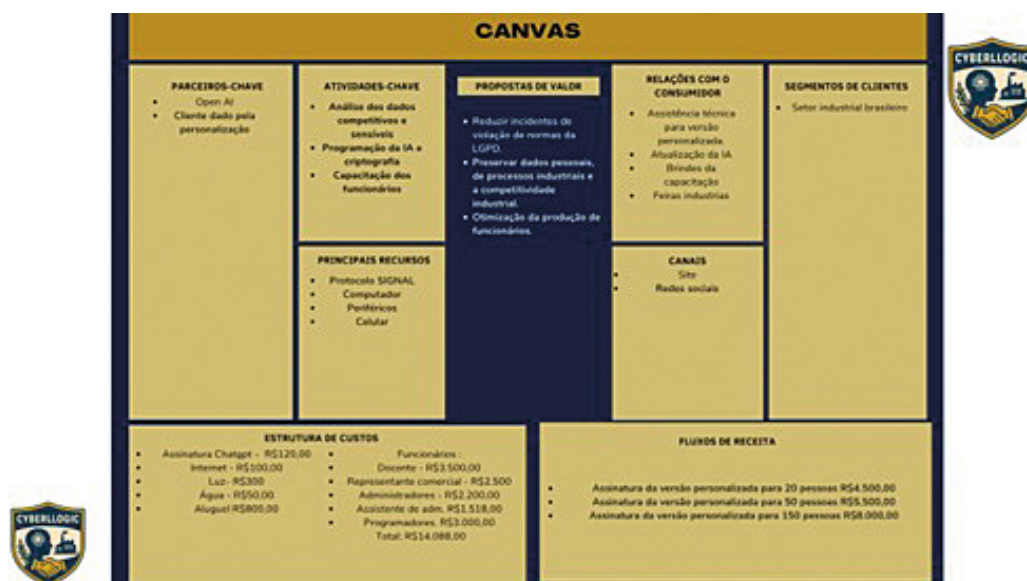 CANVAS
CYBERLLOGIC
PARCEIROS-CHAVE
• Open AI
• Cliente dado pela
personalização
ATIVIDADES-CHAVE
• Análise dos dados
competitivos e
sensíveis
• Programação da IA e
criptografia
• Capacitação dos
funcionários
PRINCIPAIS RECURSOS
• Protocolo SIGNAL
• Computador
• Periféricos
• Celular
PROPOSTAS DE VALOR
• Reduzir incidentes de
violação de normas da
LGPD.
• Preservar dados pessoais,
de processos industriais e
a competitividade
industrial.
• Otimização da produção de
funcionários.
RELAÇÕES COM O
CONSUMIDOR
• Assistência técnica
para versão
personalizada.
• Atualização da IA
• Brindes da
capacitação
• Feiras industrias
CANAIS
• Site
• Redes sociais
SEGMENTOS DE CLIENTES
• Setor industrial brasileiro
ESTRUTURA DE CUSTOS
• Assinatura Chatgpt - R$120,00
• Internet - R$100,00
• Luz- R$300
• Água - R$50,00
• Aluguel R$800,00
• Funcionários :
• Docente - R$3.500,00
• Representante comercial - R$2.500
• Administradores - R$2.200,00
• Assistente de adm. R$1.518,00
• Programadores. R$3.000,00
Total: R$14.088,00
FLUXOS DE RECEITA
• Assinatura da versão personalizada para 20 pessoas R$4.500,00
• Assinatura da versão personalizada para 50 pessoas R$5.500,00
• Assinatura da versão personalizada para 150 pessoas R$8.000,00
CYBERLLOGIC